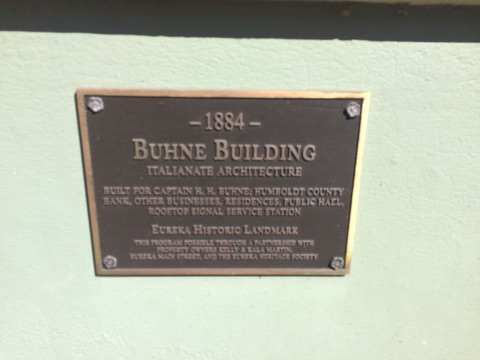 – 1884 –
BUHNE BUILDING
ITALIANATE ARCHITECTURE
BUILT FOR CAPTAIN H. H. BUHNE; HUMBOLDT COUNTY
BANK, OTHER BUSINESSES, RESIDENCES, PUBLIC HALL,
ROOFTOP SIGNAL SERVICE STATION
EUREKA HISTORIC LANDMARK
THIS PROGRAM POSSIBLE THROUGH A PARTNERSHIP WITH
PROPERTY OWNERS KELLY & KALA MARTIN,
EUREKA MAIN STREET, AND THE EUREKA HERITAGE SOCIETY